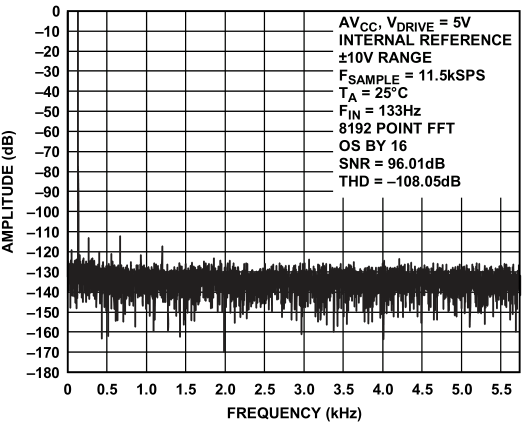 AVCC, VDRIVE = 5V
INTERNAL REFERENCE
±10V RANGE
FSAMPLE = 11.5kSPS
TA = 25°C
FIN = 133Hz
8192 POINT FFT
OS BY 16
SNR = 96.01dB
THD = –108.05dB
AMPLITUDE (dB)
0
–10
–20
–30
–40
–50
–60
–70
–80
–90
–100
–110
–120
–130
–140
–150
–160
–170
–180
0 0.5 1.0 1.5 2.0 2.5 3.0 3.5 4.0 4.5 5.0 5.5
FREQUENCY (kHz)